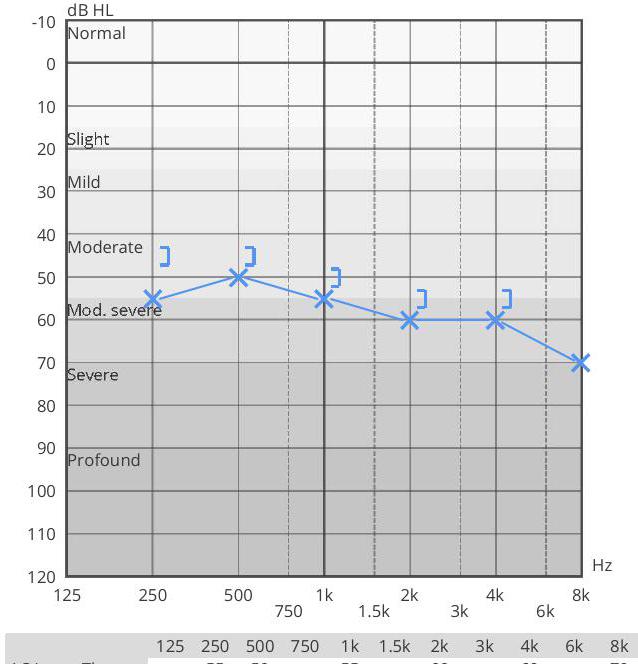 dB HL
-10
Normal
0
10
Slight
20
Mild
30
40
Moderate
50
Mod. severe
60
70
Severe
80
90
Profound
100
110
120
Hz
125 250 500 1k 2k 4k 8k
750 1.5k 3k 6k
125 250 500 750 1k 1.5k 2k 3k 4k 6k 8k